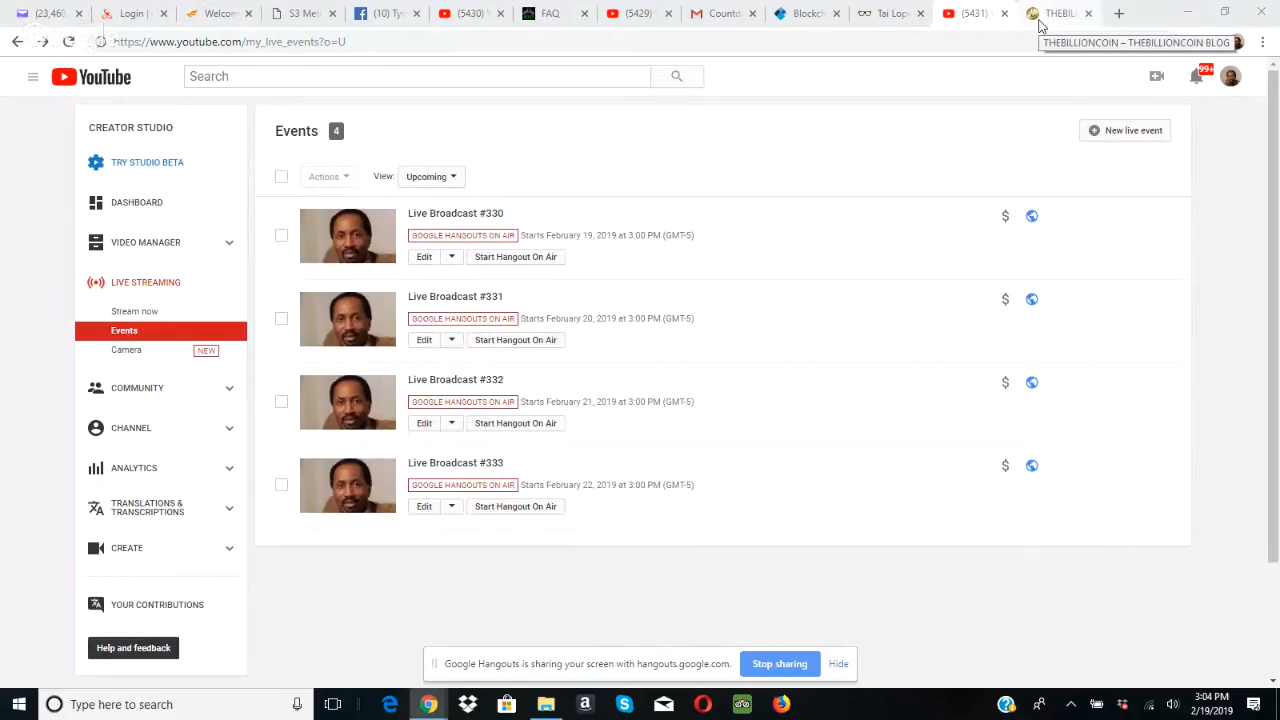 (23,46
Login
Welcom
S3 Met
(10) Ty
(5430)
FAQ
(5429)
Gmail
Contro
Blockch
Tai Lop
(5431)
THEBILL
https://www.youtube.com/my_live_events?o=U
THEBILLIONCOIN – THEBILLIONCOIN BLOG
YouTube
Search
99+
CREATOR STUDIO
TRY STUDIO BETA
DASHBOARD
VIDEO MANAGER
LIVE STREAMING
Stream now
Events
Camera NEW
COMMUNITY
CHANNEL
ANALYTICS
TRANSLATIONS &
TRANSCRIPTIONS
CREATE
YOUR CONTRIBUTIONS
Help and feedback
Events 4
New live event
Actions View: Upcoming
Live Broadcast #330
GOOGLE HANGOUTS ON AIR Starts February 19, 2019 at 3:00 PM (GMT-5)
Edit Start Hangout On Air
Live Broadcast #331
GOOGLE HANGOUTS ON AIR Starts February 20, 2019 at 3:00 PM (GMT-5)
Edit Start Hangout On Air
Live Broadcast #332
GOOGLE HANGOUTS ON AIR Starts February 21, 2019 at 3:00 PM (GMT-5)
Edit Start Hangout On Air
Live Broadcast #333
GOOGLE HANGOUTS ON AIR Starts February 22, 2019 at 3:00 PM (GMT-5)
Edit Start Hangout On Air
Google Hangouts is sharing your screen with hangouts.google.com. Stop sharing Hide
Type here to search
3:04 PM
2/19/2019